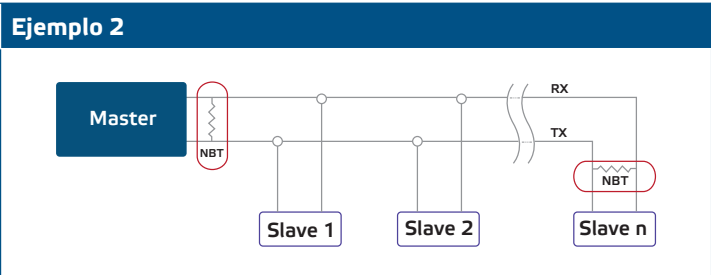 Ejemplo 2
RX
Master
TX
NBT
NBT
Slave 1
Slave 2
Slave n